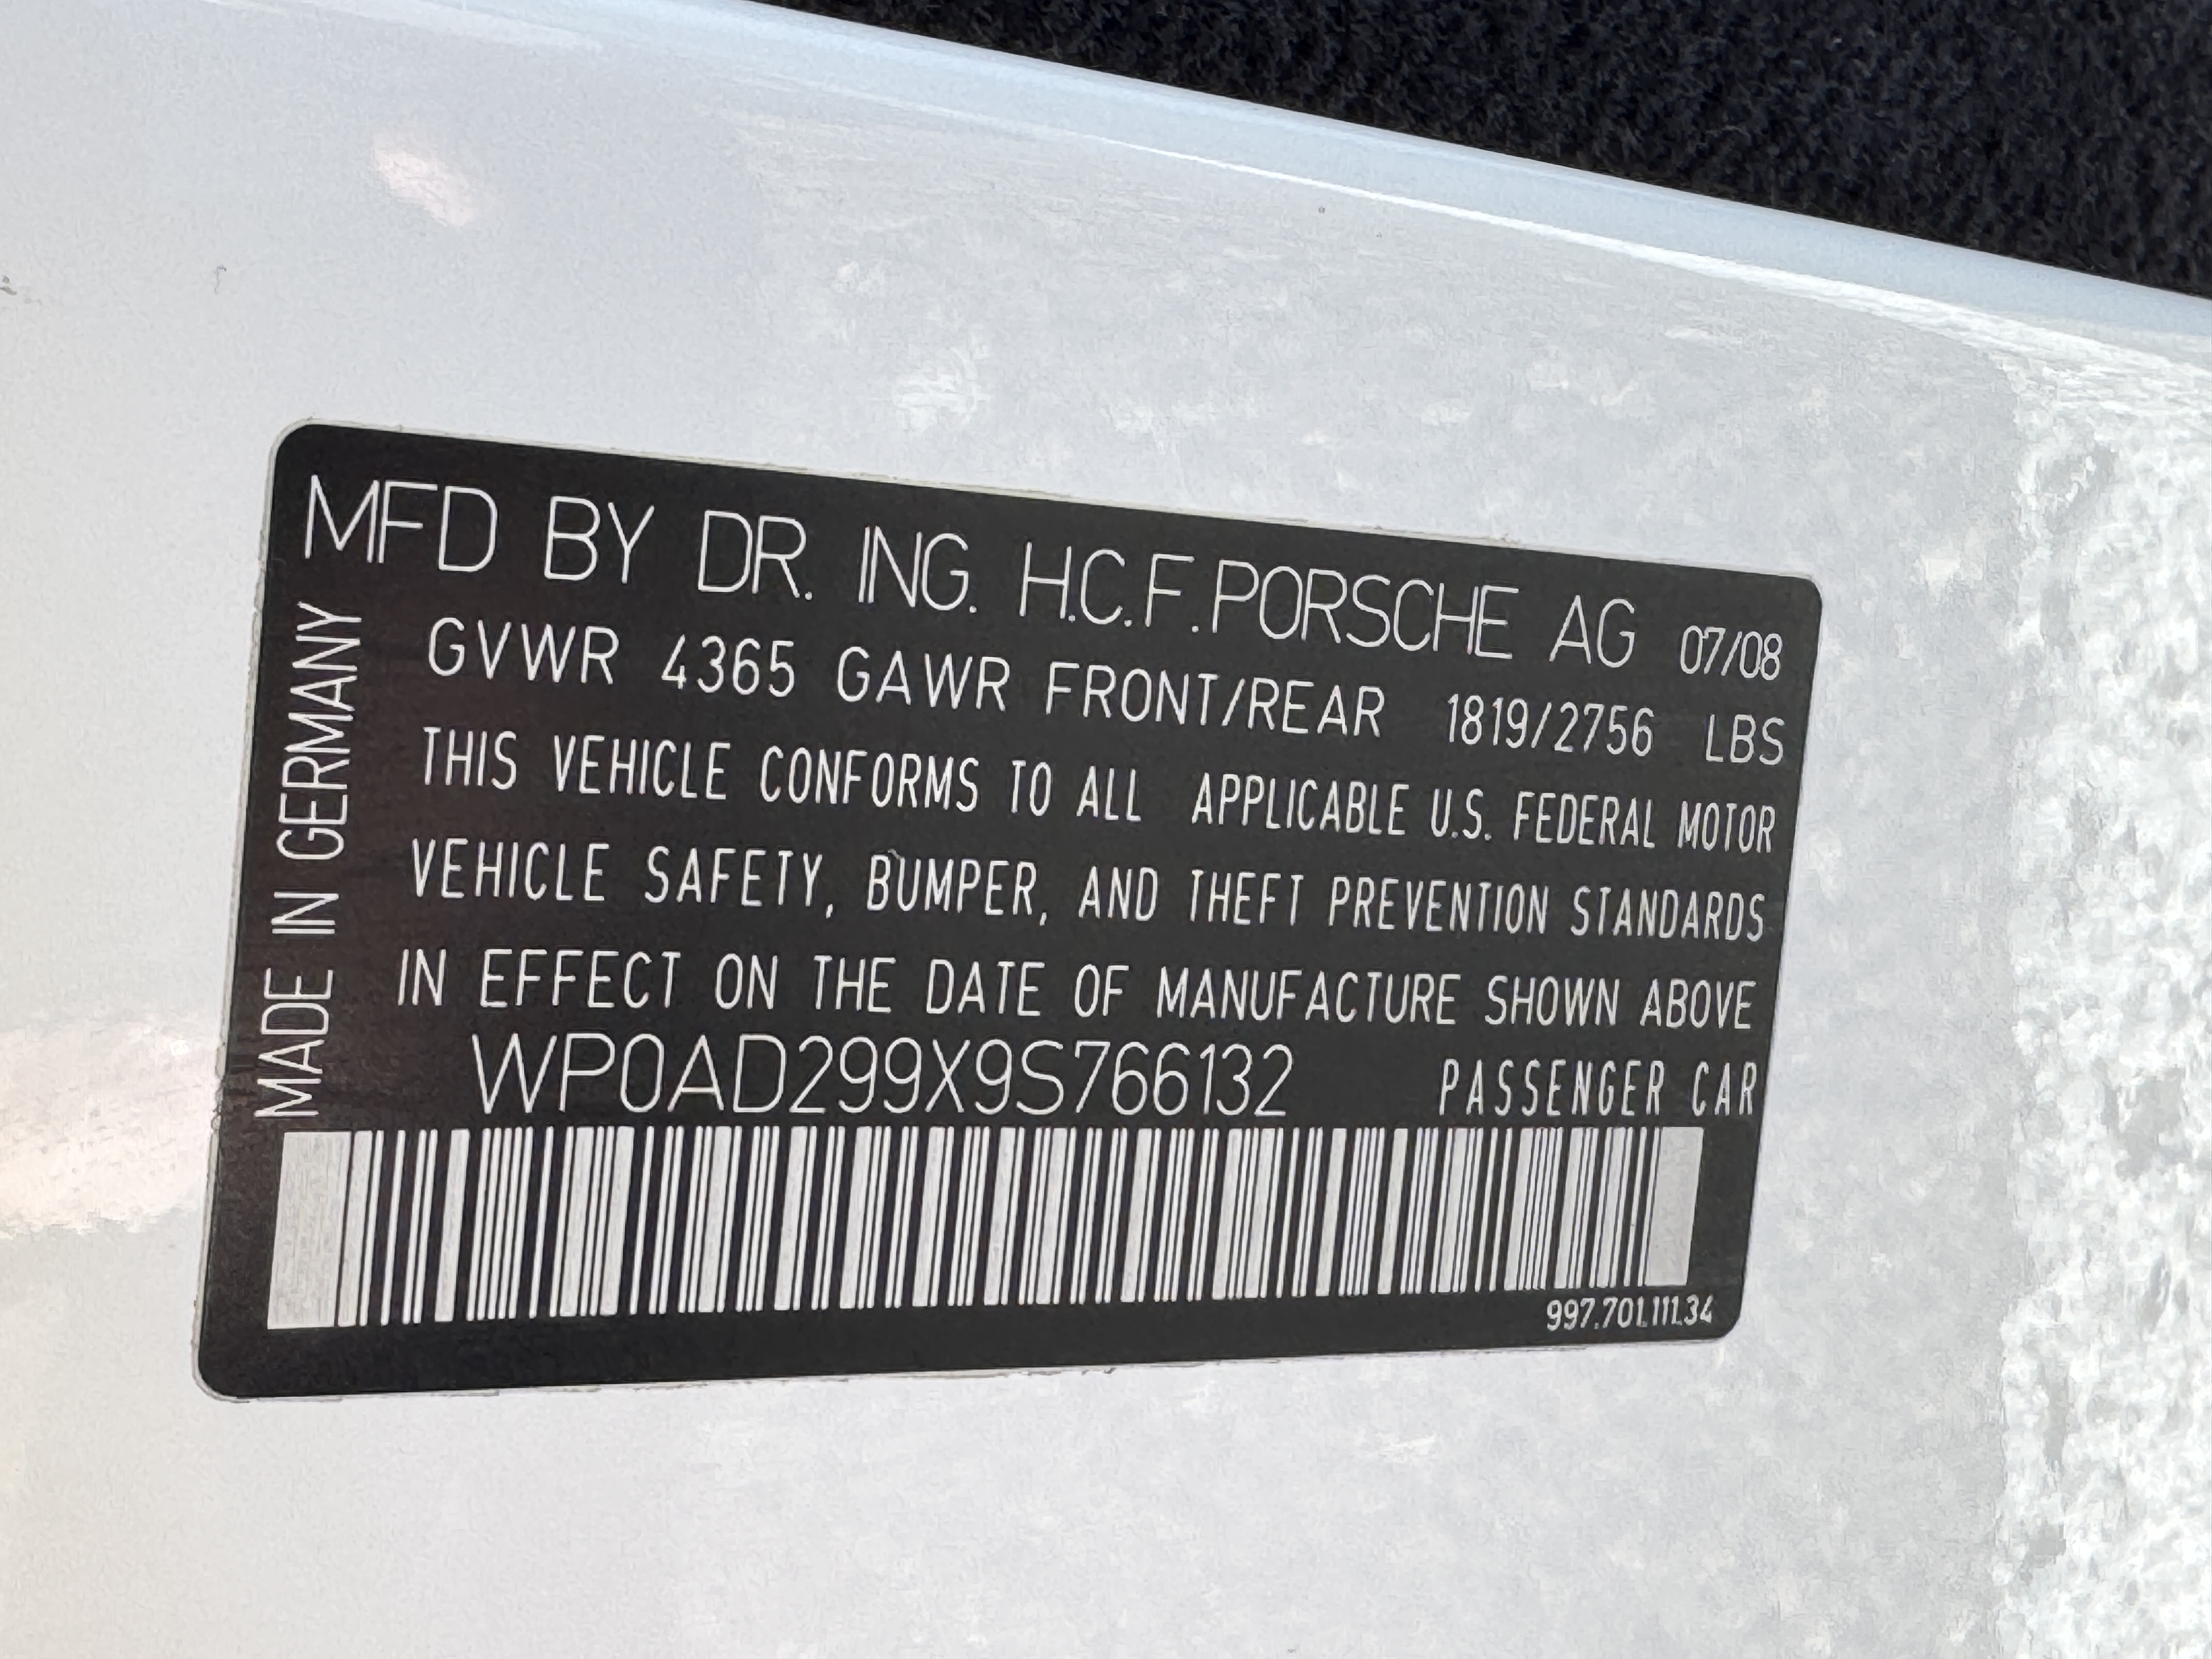 MFD BY DR. ING. H.C.F.PORSCHE AG 07/08
GVWR 4365 GAWR FRONT/REAR 1819/2756 LBS
THIS VEHICLE CONFORMS TO ALL APPLICABLE U.S. FEDERAL MOTOR
VEHICLE SAFETY, BUMPER, AND THEFT PREVENTION STANDARDS
IN EFFECT ON THE DATE OF MANUFACTURE SHOWN ABOVE
WP0AD299X9S766132 PASSENGER CAR
997.701.111.34
MADE IN GERMANY